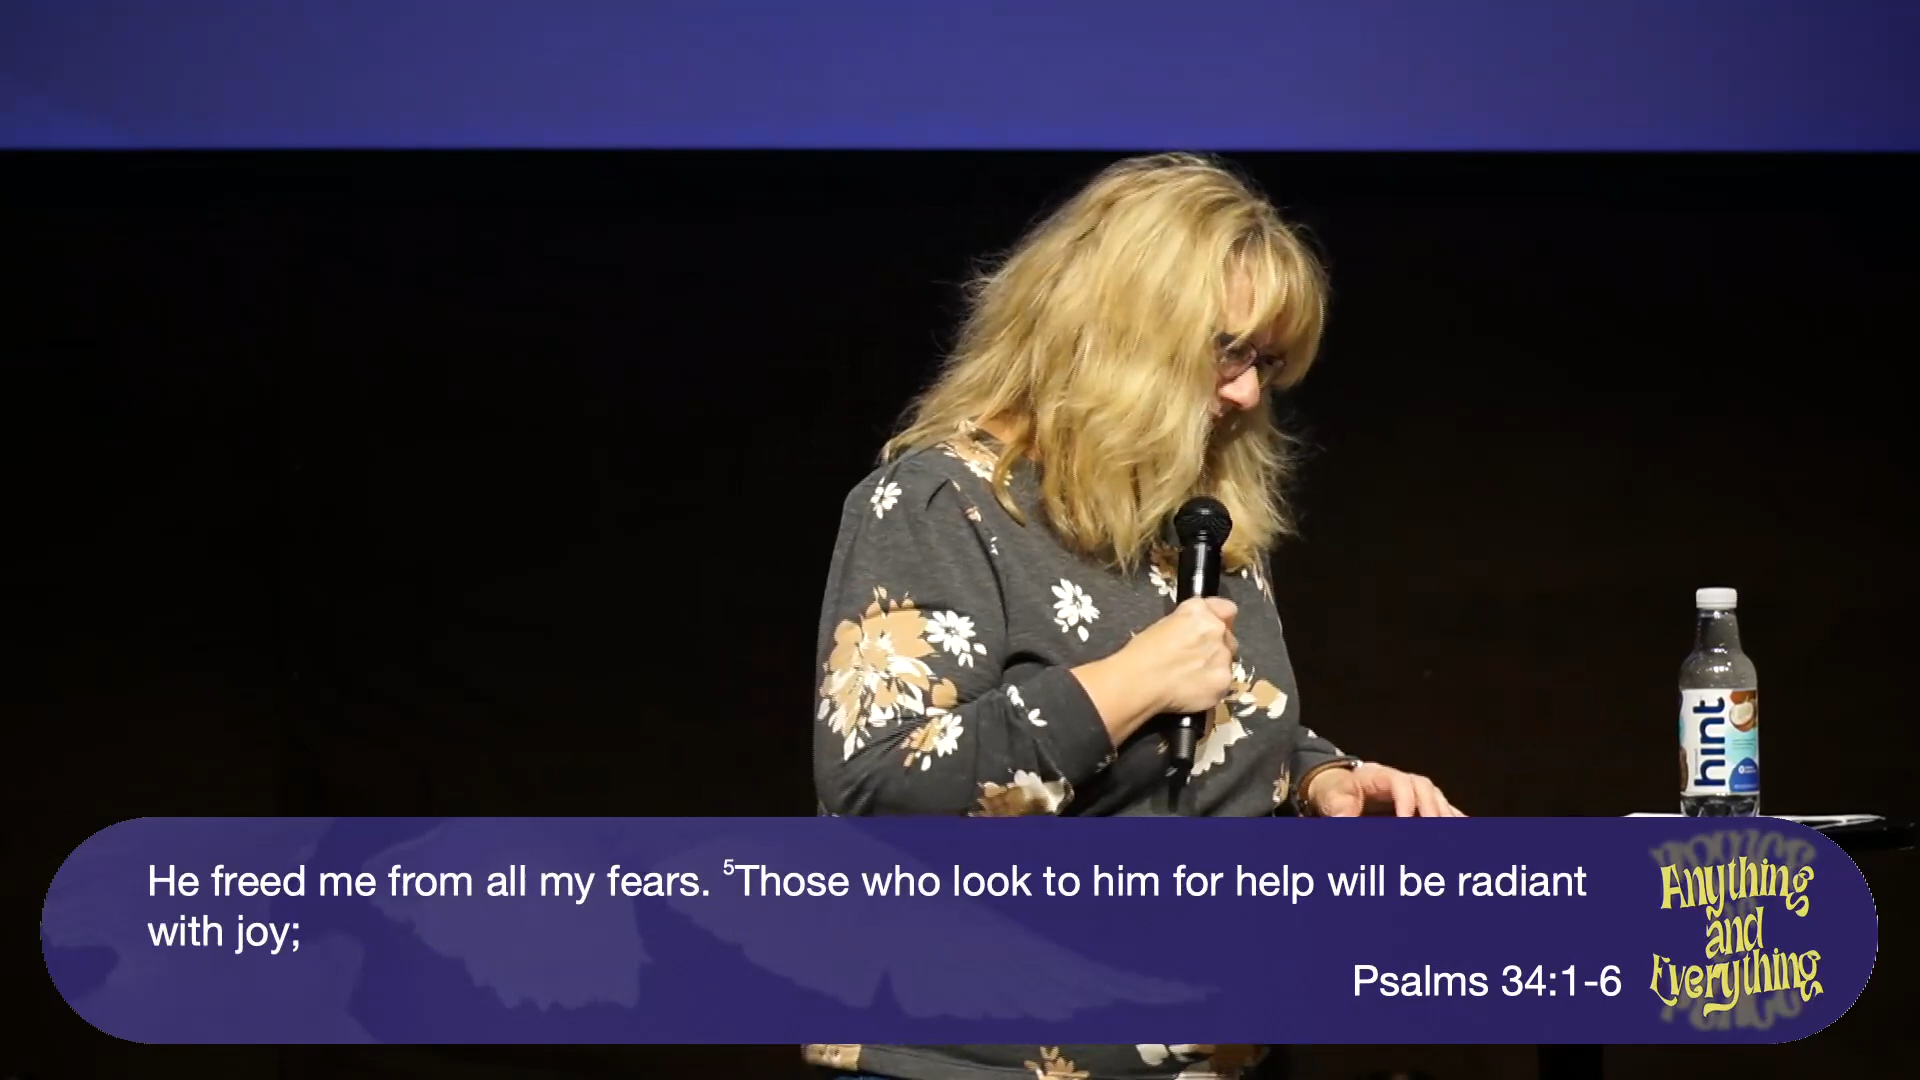 hint
He freed me from all my fears. ⁵Those who look to him for help will be radiant
with joy;
Psalms 34:1-6
Anything
and
Everything